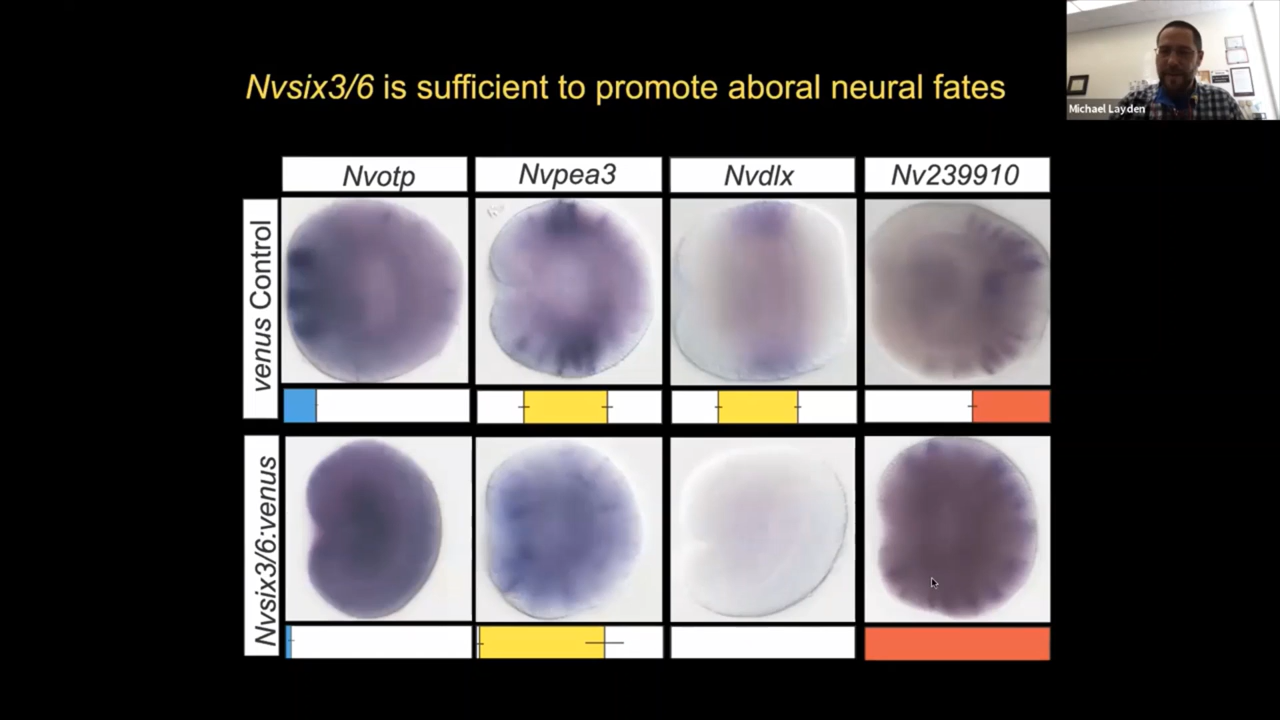 Nvsix3/6 is sufficient to promote aboral neural fates
Michael Layden
Nvotp
Nvpea3
Nvdlx
Nv239910
venus Control
Nvsix3/6:venus